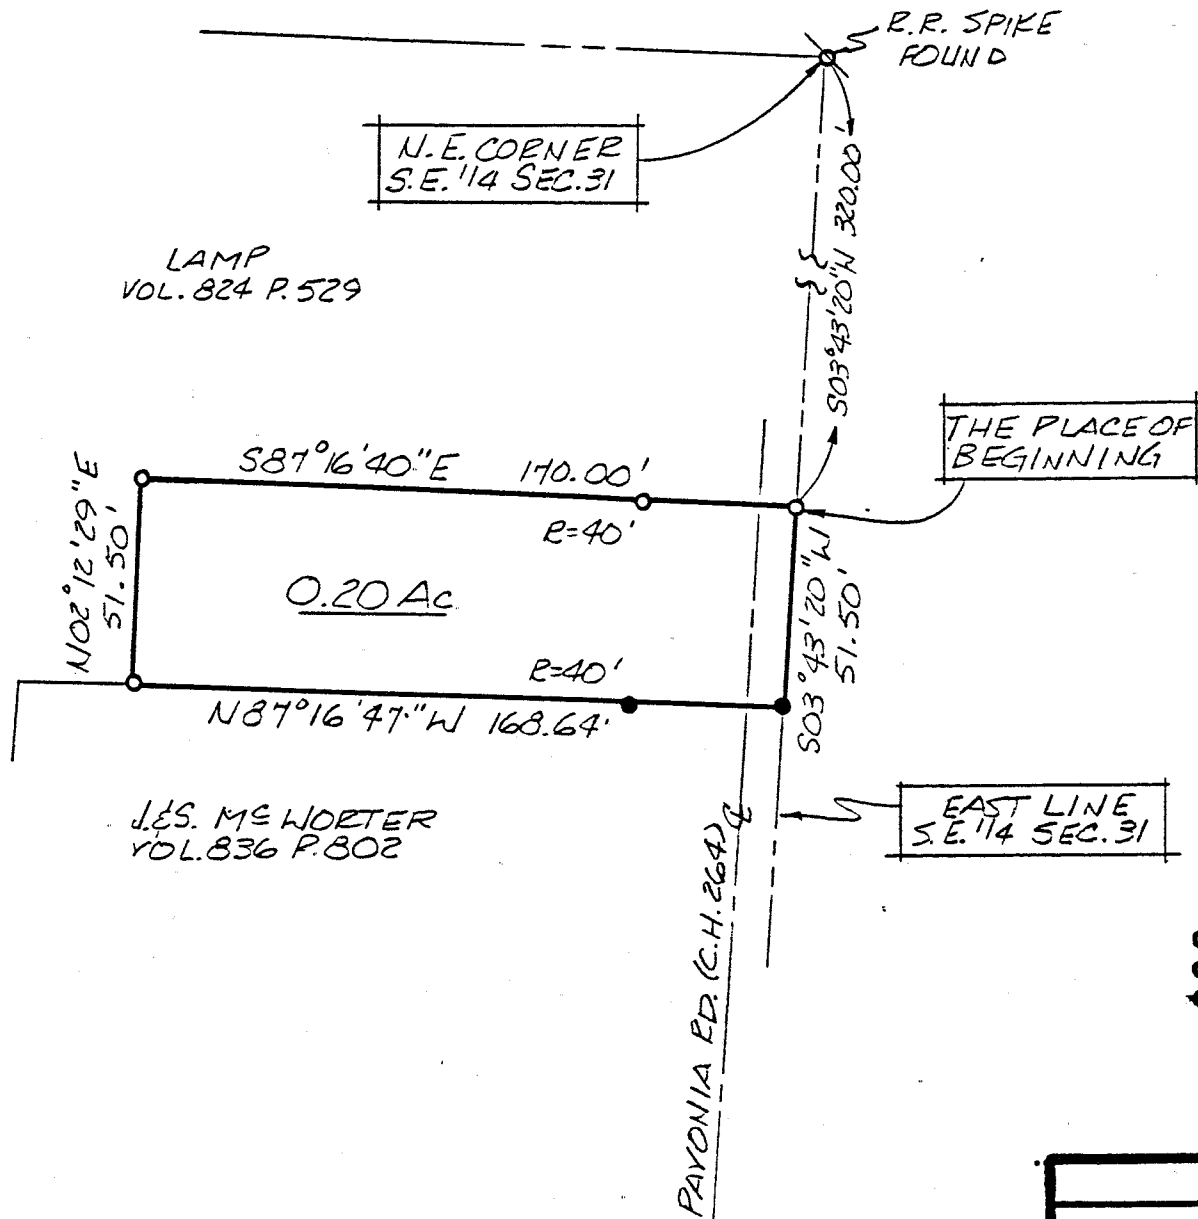 R.R. SPIKE
FOUND
N.E. CORNER
S.E. 1/4 SEC. 31
S03°43'20"W 320.00'
LAMP
VOL. 824 P. 529
THE PLACE OF
BEGINNING
S87°16'40"E 170.00'
R=40'
N02°12'29"E
51.50'
0.20 Ac.
S03°43'20"W
51.50'
R=40'
N87°16'47"W 168.64'
J.&S. McWORTER
VOL. 836 P. 802
EAST LINE
S.E. 1/4 SEC. 31
PAVONIA RD. (C.H. 264) ℄